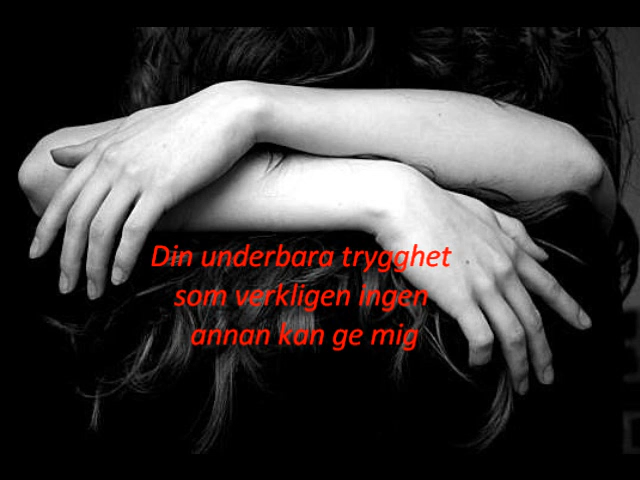 Din underbara trygghet
som verkligen ingen
annan kan ge mig